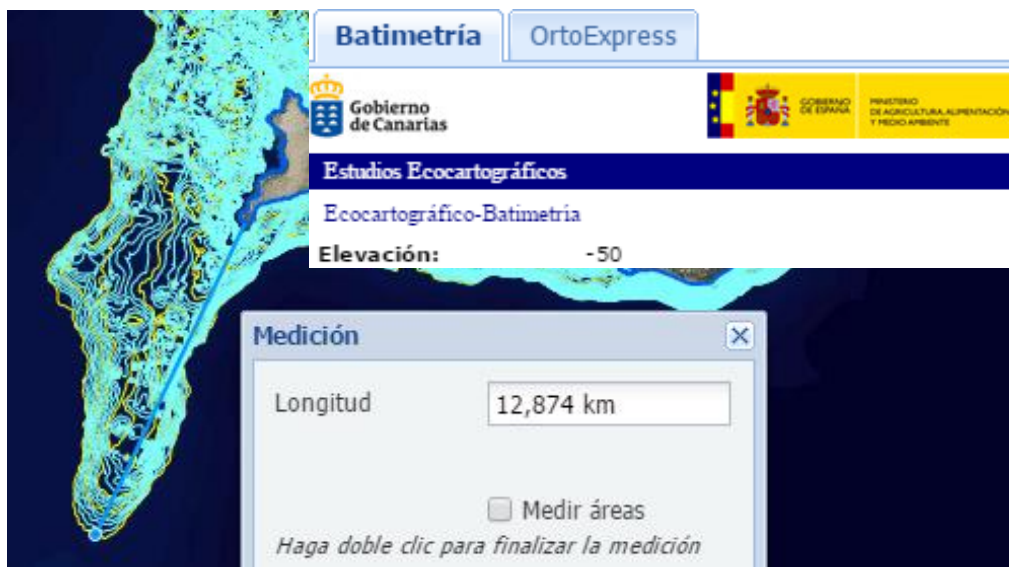 Batimetría OrtoExpress
Gobierno
de Canarias
GOBIERNO
DE ESPAÑA
MINISTERIO
DE AGRICULTURA, ALIMENTACIÓN
Y MEDIO AMBIENTE
Estudios Ecocartográficos
Ecocartográfico-Batimetría
Elevación: -50
Medición
Longitud 12,874 km
Medir áreas
Haga doble clic para finalizar la medición